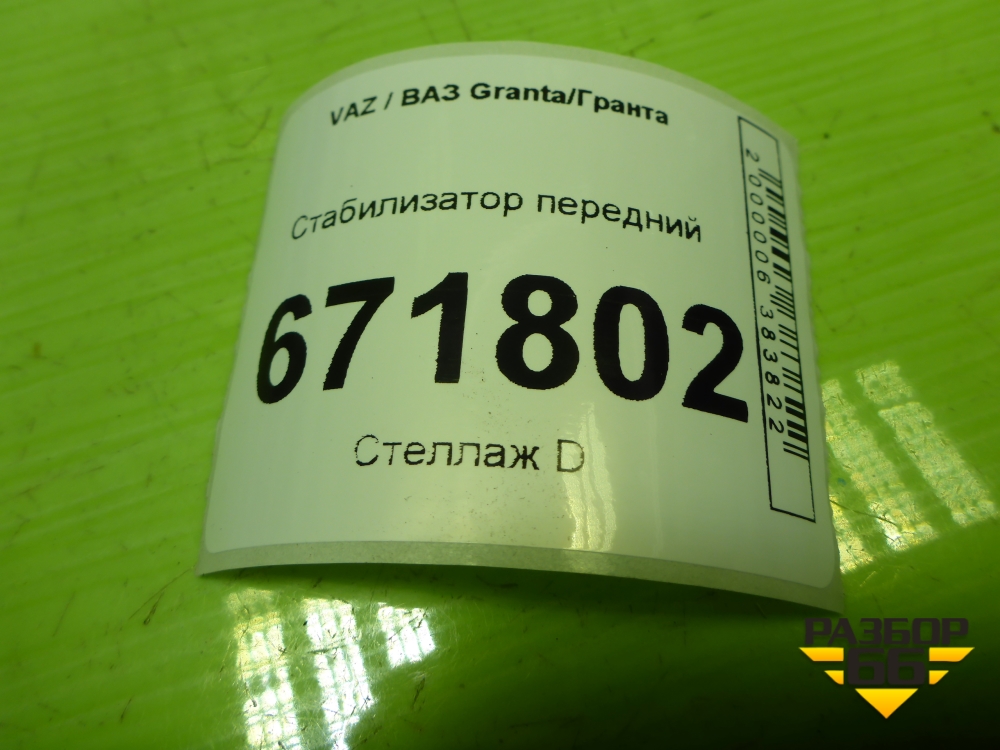 VAZ / ВАЗ Granta/Гранта
Стабилизатор передний
671802
Стеллаж D
2000006383822
РАЗБОР
66